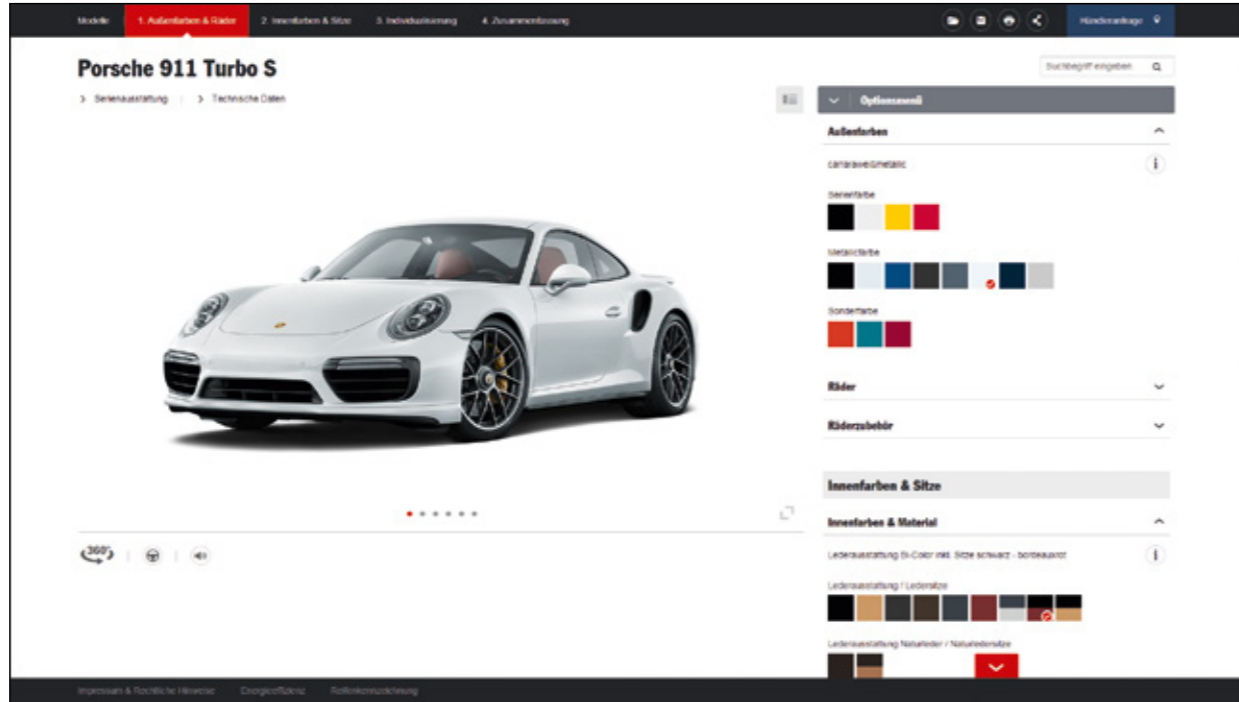 Modelle
1. Außenfarben & Räder
2. Innenfarben & Sitze
3. Individualisierung
4. Zusammenfassung
Händleranfrage
Porsche 911 Turbo S
Suchbegriff eingeben
Serienausstattung
Technische Daten
Optionsmenü
Außenfarben
carraraweißmetallic
i
Serienfarbe
Metallicfarbe
Sonderfarbe
Räder
Räderzubehör
Innenfarben & Sitze
Innenfarben & Material
Lederausstattung Bi-Color inkl. Sitze schwarz - bordeauxrot
i
Lederausstattung / Ledersitze
Lederausstattung Naturleder / Naturledersitze
360°
Impressum & Rechtliche Hinweise
Energieeffizienz
Reifenkennzeichnung